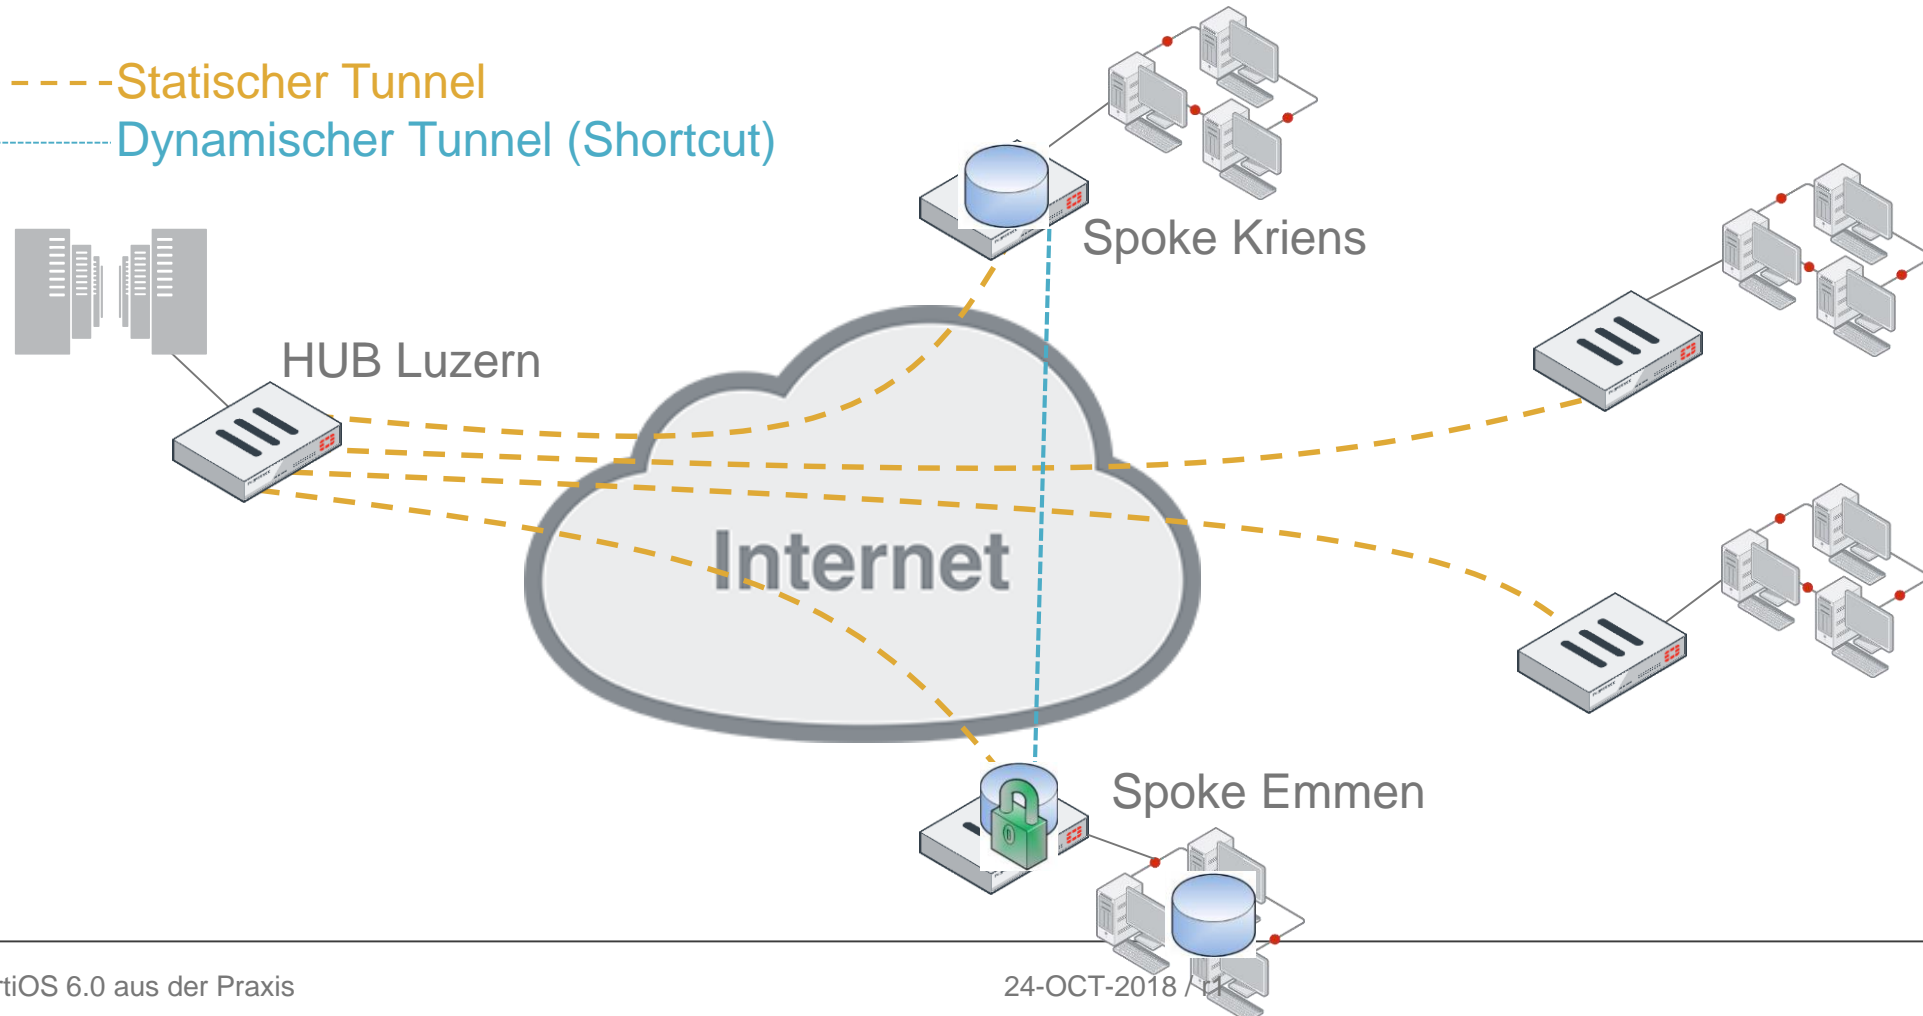 Statischer Tunnel
Dynamischer Tunnel (Shortcut)
Spoke Kriens
HUB Luzern
Internet
Spoke Emmen
rtiOS 6.0 aus der Praxis
24-OCT-2018 / r1